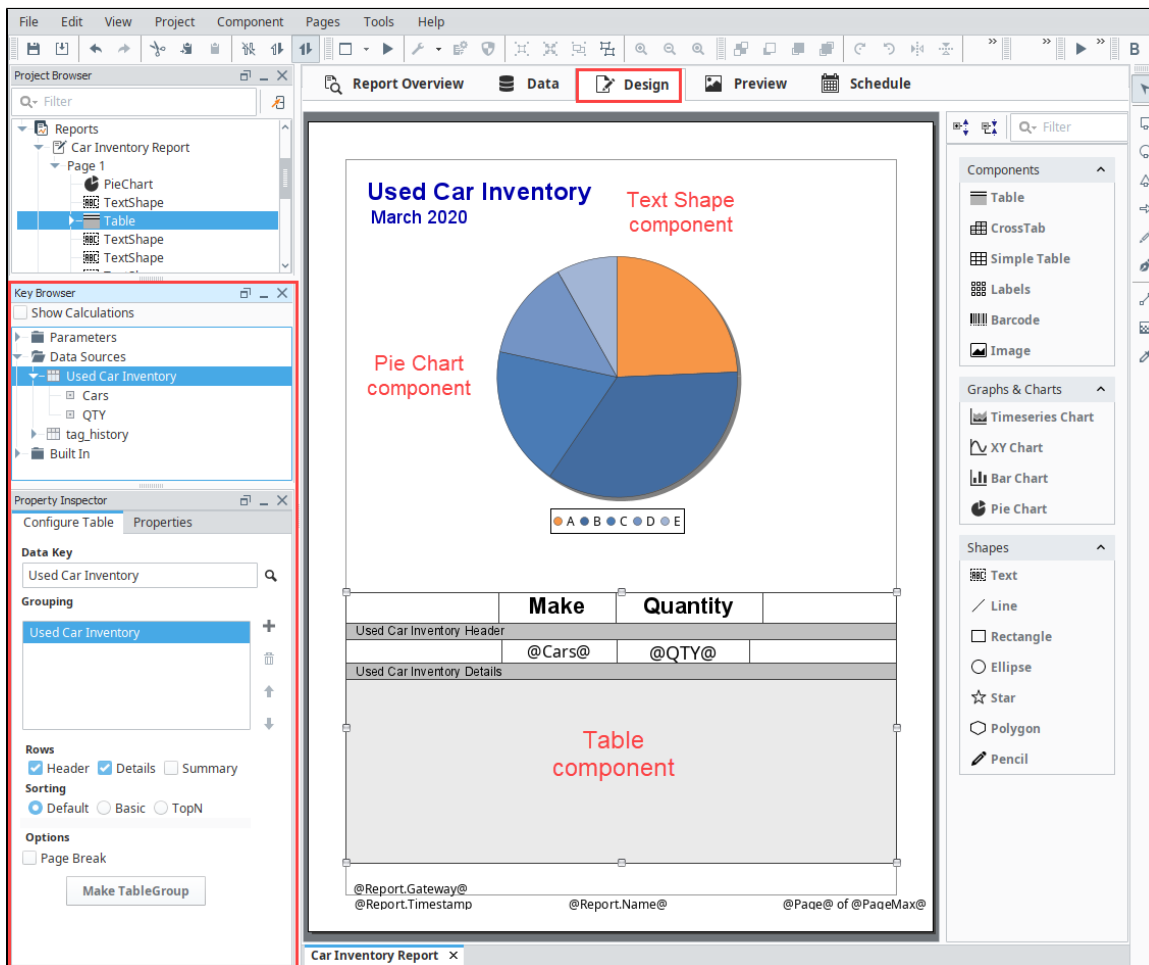 File Edit View Project Component Pages Tools Help
» » » B
Project Browser
Filter
Reports
Car Inventory Report
Page 1
PieChart
TextShape
Table
TextShape
TextShape
Key Browser
Show Calculations
Parameters
Data Sources
Used Car Inventory
Cars
QTY
tag_history
Built In
Property Inspector
Configure Table Properties
Data Key
Used Car Inventory
Grouping
Used Car Inventory
Rows
Header Details Summary
Sorting
Default Basic TopN
Options
Page Break
Make TableGroup
Report Overview Data Design Preview Schedule
Used Car Inventory
March 2020
Text Shape
component
Pie Chart
component
A B C D E
Make Quantity
Used Car Inventory Header
@Cars@ @QTY@
Used Car Inventory Details
Table
component
@Report.Gateway@
@Report.Timestamp @Report.Name@ @Page@ of @PageMax@
Car Inventory Report
Filter
Components
Table
CrossTab
Simple Table
Labels
Barcode
Image
Graphs & Charts
Timeseries Chart
XY Chart
Bar Chart
Pie Chart
Shapes
Text
Line
Rectangle
Ellipse
Star
Polygon
Pencil